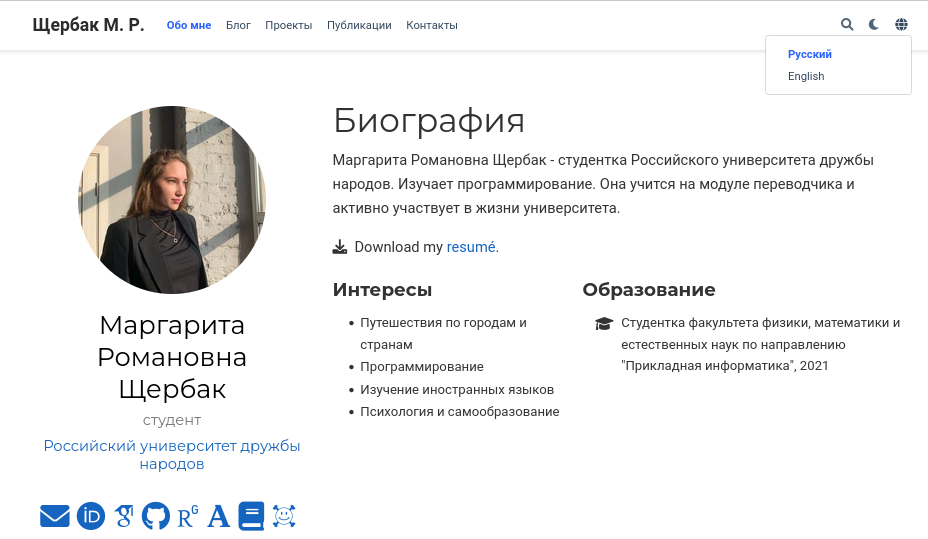 Щербак М. Р.
Обо мне
Блог
Проекты
Публикации
Контакты
Русский
English
Маргарита
Романовна
Щербак
студент
Российский университет дружбы
народов
Биография
Маргарита Романовна Щербак - студентка Российского университета дружбы
народов. Изучает программирование. Она учится на модуле переводчика и
активно участвует в жизни университета.
Download my resumé.
Интересы
• Путешествия по городам и
странам
• Программирование
• Изучение иностранных языков
• Психология и самообразование
Образование
Студентка факультета физики, математики и
естественных наук по направлению
"Прикладная информатика", 2021